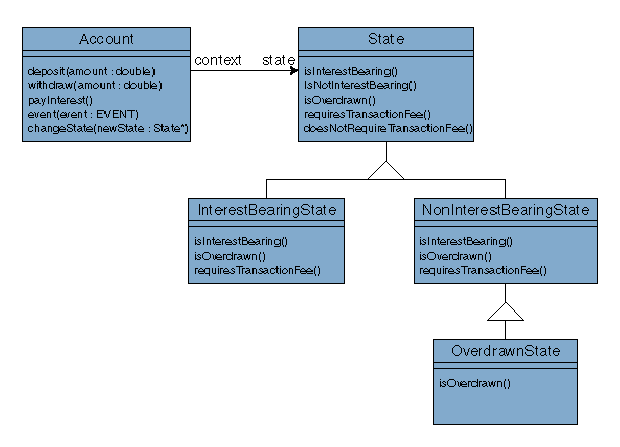 Account
deposit(amount : double)
withdraw(amount : double)
payInterest()
event(event : EVENT)
changeState(newState : State*)
context
state
State
isInterestBearing()
IsNotInterestBearing()
isOverdrawn()
requiresTransactionFee()
doesNotRequireTransactionFee()
InterestBearingState
isInterestBearing()
isOverdrawn()
requiresTransactionFee()
NonInterestBearingState
isInterestBearing()
isOverdrawn()
requiresTransactionFee()
OverdrawnState
isOverdrawn()